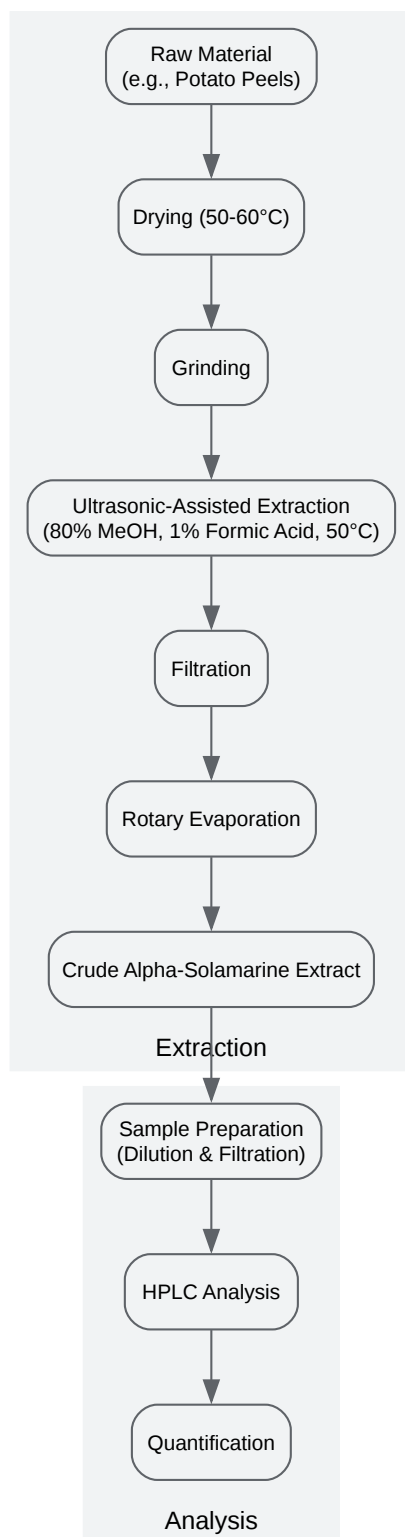 Raw Material
(e.g., Potato Peels)
Drying (50-60°C)
Grinding
Ultrasonic-Assisted Extraction
(80% MeOH, 1% Formic Acid, 50°C)
Filtration
Rotary Evaporation
Crude Alpha-Solamarine Extract
Extraction
Sample Preparation
(Dilution & Filtration)
HPLC Analysis
Quantification
Analysis